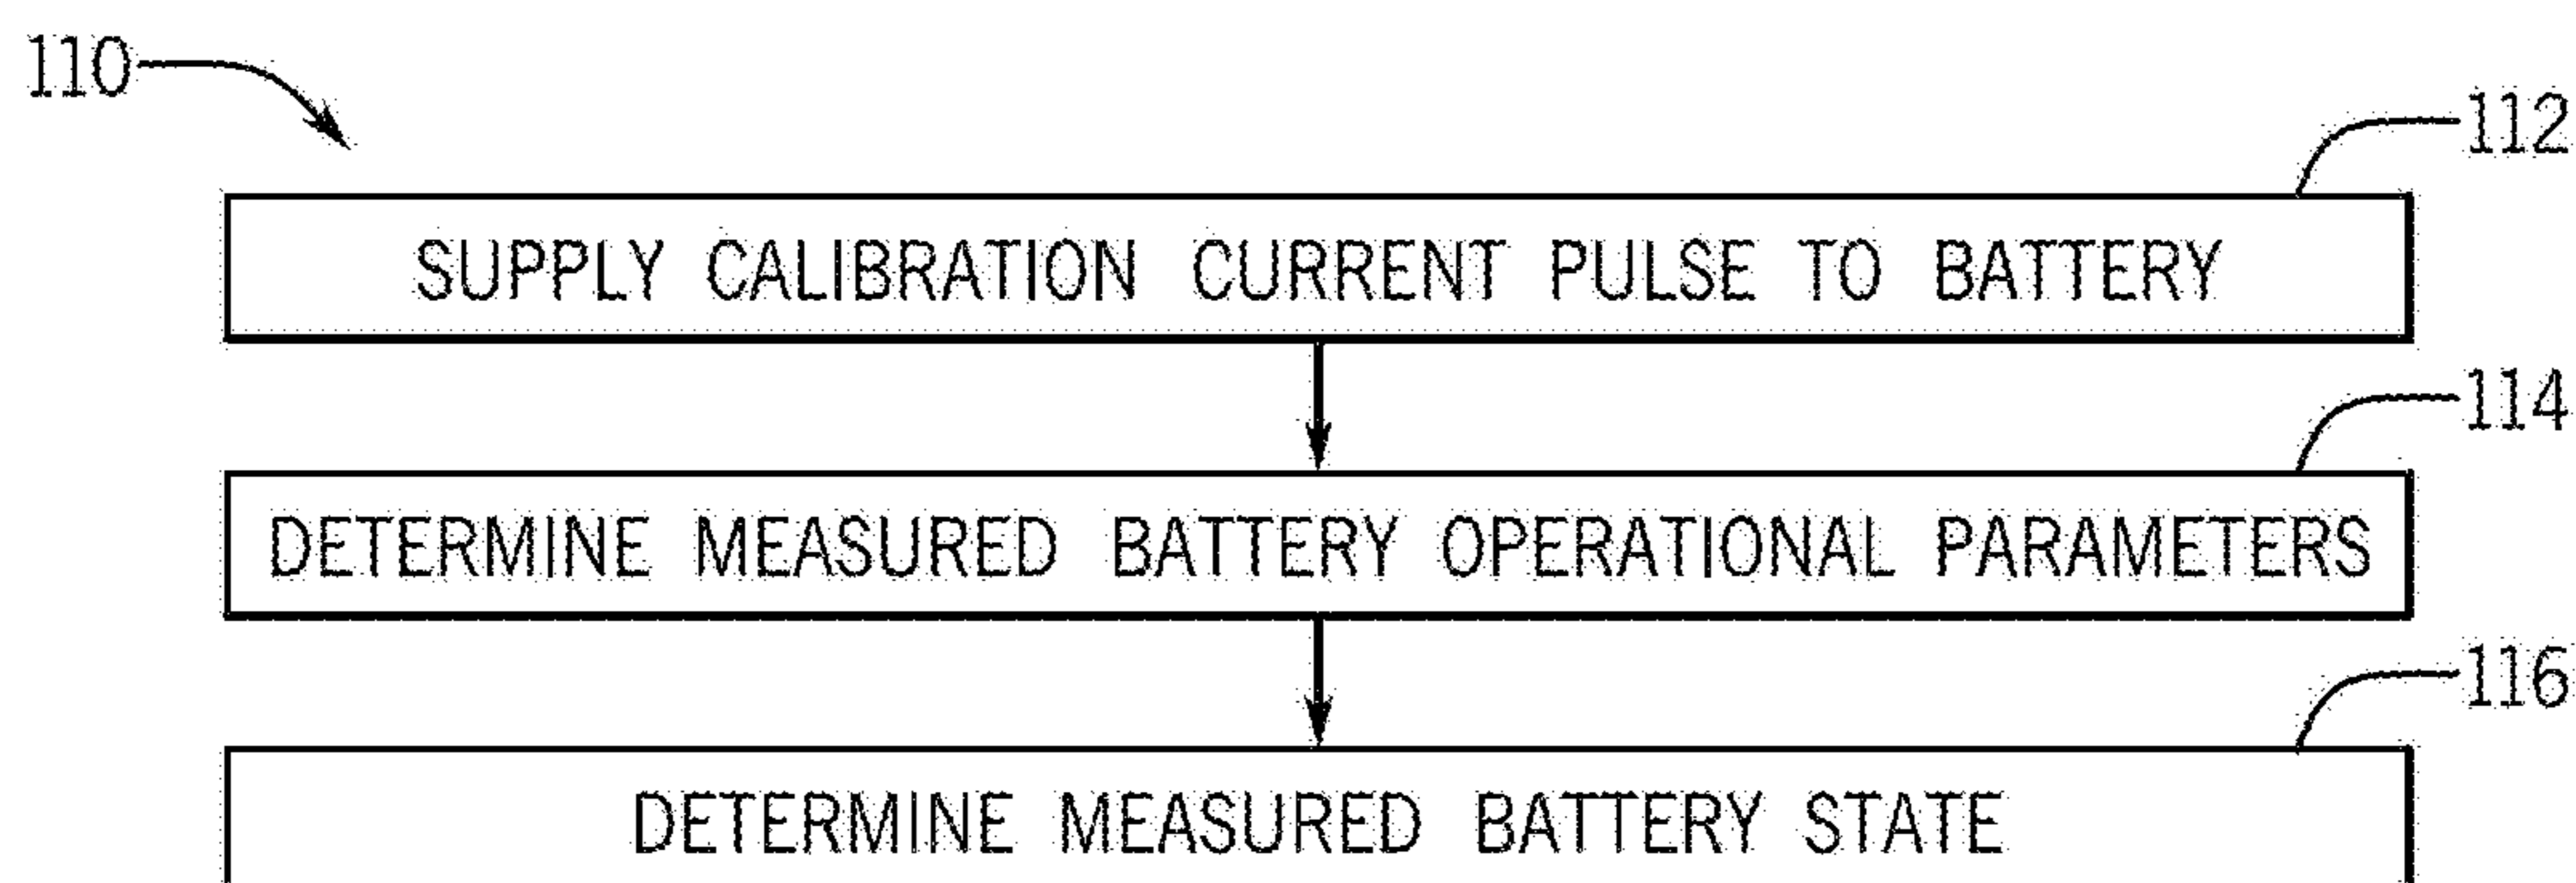 110
112
SUPPLY CALIBRATION CURRENT PULSE TO BATTERY
114
DETERMINE MEASURED BATTERY OPERATIONAL PARAMETERS
116
DETERMINE MEASURED BATTERY STATE